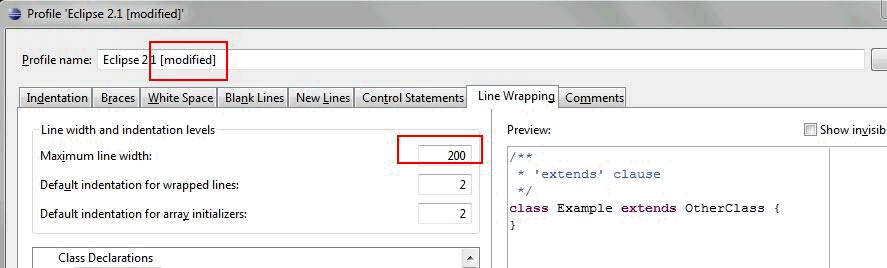 Profile 'Eclipse 2.1 [modified]'
Profile name: Eclipse 2.1 [modified]
Indentation Braces White Space Blank Lines New Lines Control Statements Line Wrapping Comments
Line width and indentation levels
Maximum line width: 200
Default indentation for wrapped lines: 2
Default indentation for array initializers: 2
Class Declarations
Preview: Show invisib
/**
* 'extends' clause
*/
class Example extends OtherClass {
}